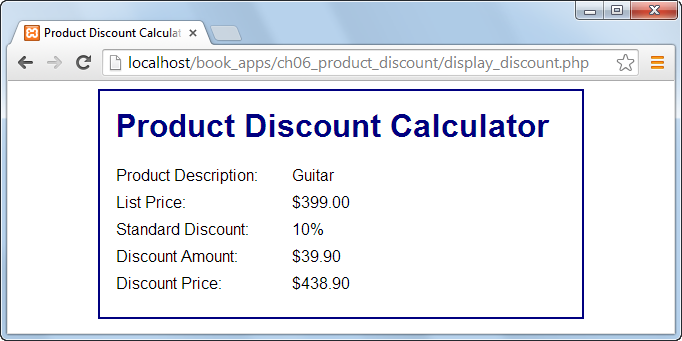 Product Discount Calculat
localhost/book_apps/ch06_product_discount/display_discount.php
Product Discount Calculator
Product Description: Guitar
List Price: $399.00
Standard Discount: 10%
Discount Amount: $39.90
Discount Price: $438.90